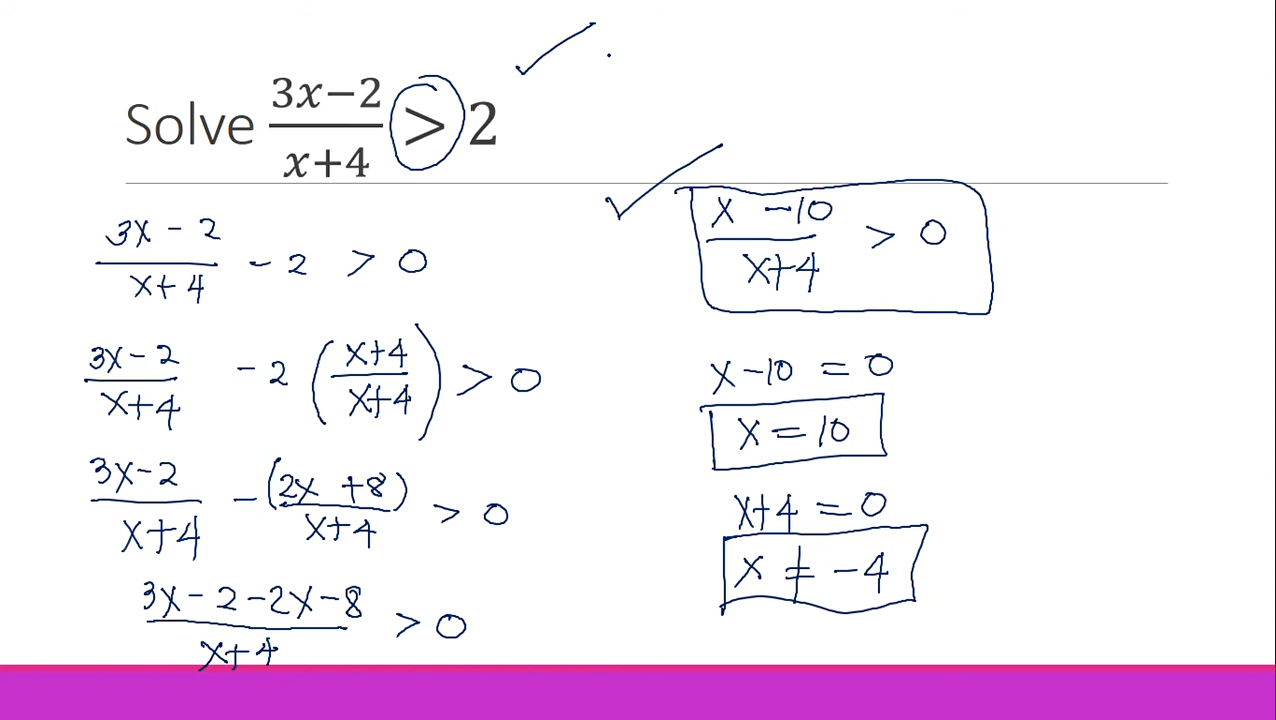 Solve (3x−2)/(x+4) > 2
(3x − 2)/(x+4) − 2 > 0
(3x − 2)/(x+4) − 2 ((x+4)/(x+4)) > 0
(3x−2)/(x+4) − (2x +8)/(x+4) > 0
(3x − 2 − 2x − 8)/(x+4) > 0
(x −10)/(x+4) > 0
x −10 = 0
x = 10
x+4 = 0
x ≠ −4